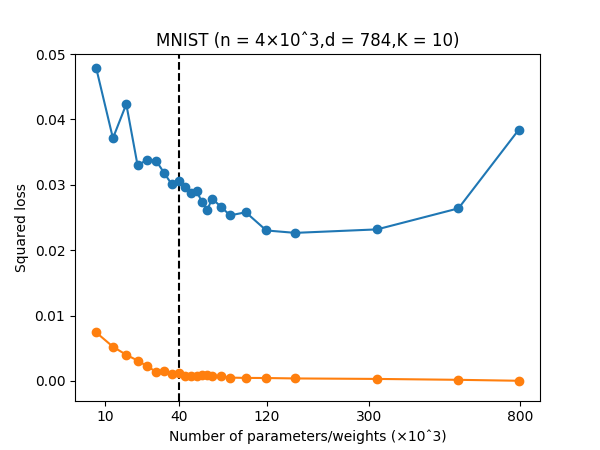 MNIST (n = 4×10ˆ3,d = 784,K = 10)
0.05
0.04
0.03
0.02
0.01
0.00
Squared loss
10 40 120 300 800
Number of parameters/weights (×10ˆ3)